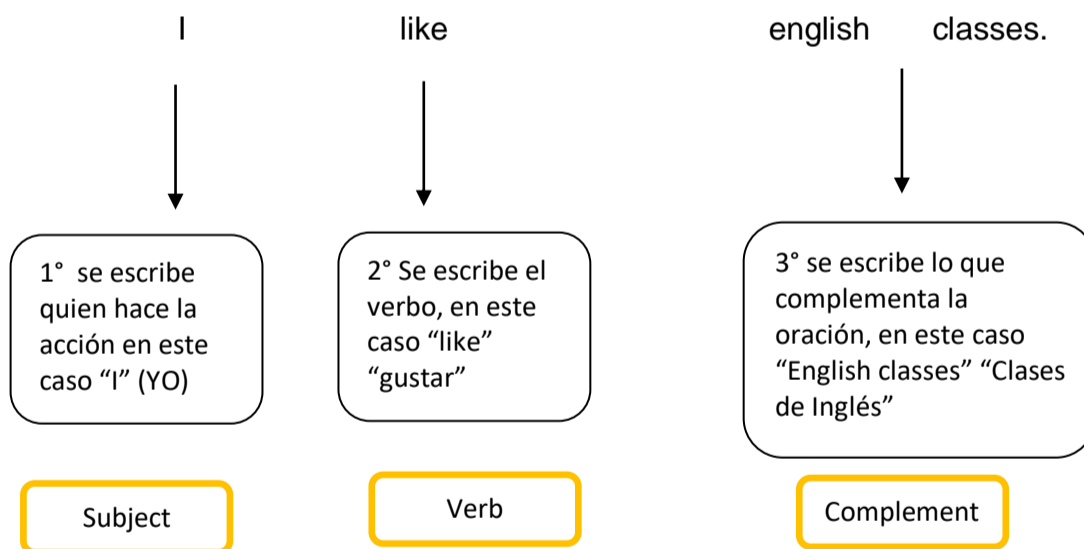 I like english classes.
1° se escribe
quien hace la
acción en este
caso “I” (YO)
2° Se escribe el
verbo, en este
caso “like”
“gustar”
3° se escribe lo que
complementa la
oración, en este caso
“English classes” “Clases
de Inglés”
Subject
Verb
Complement